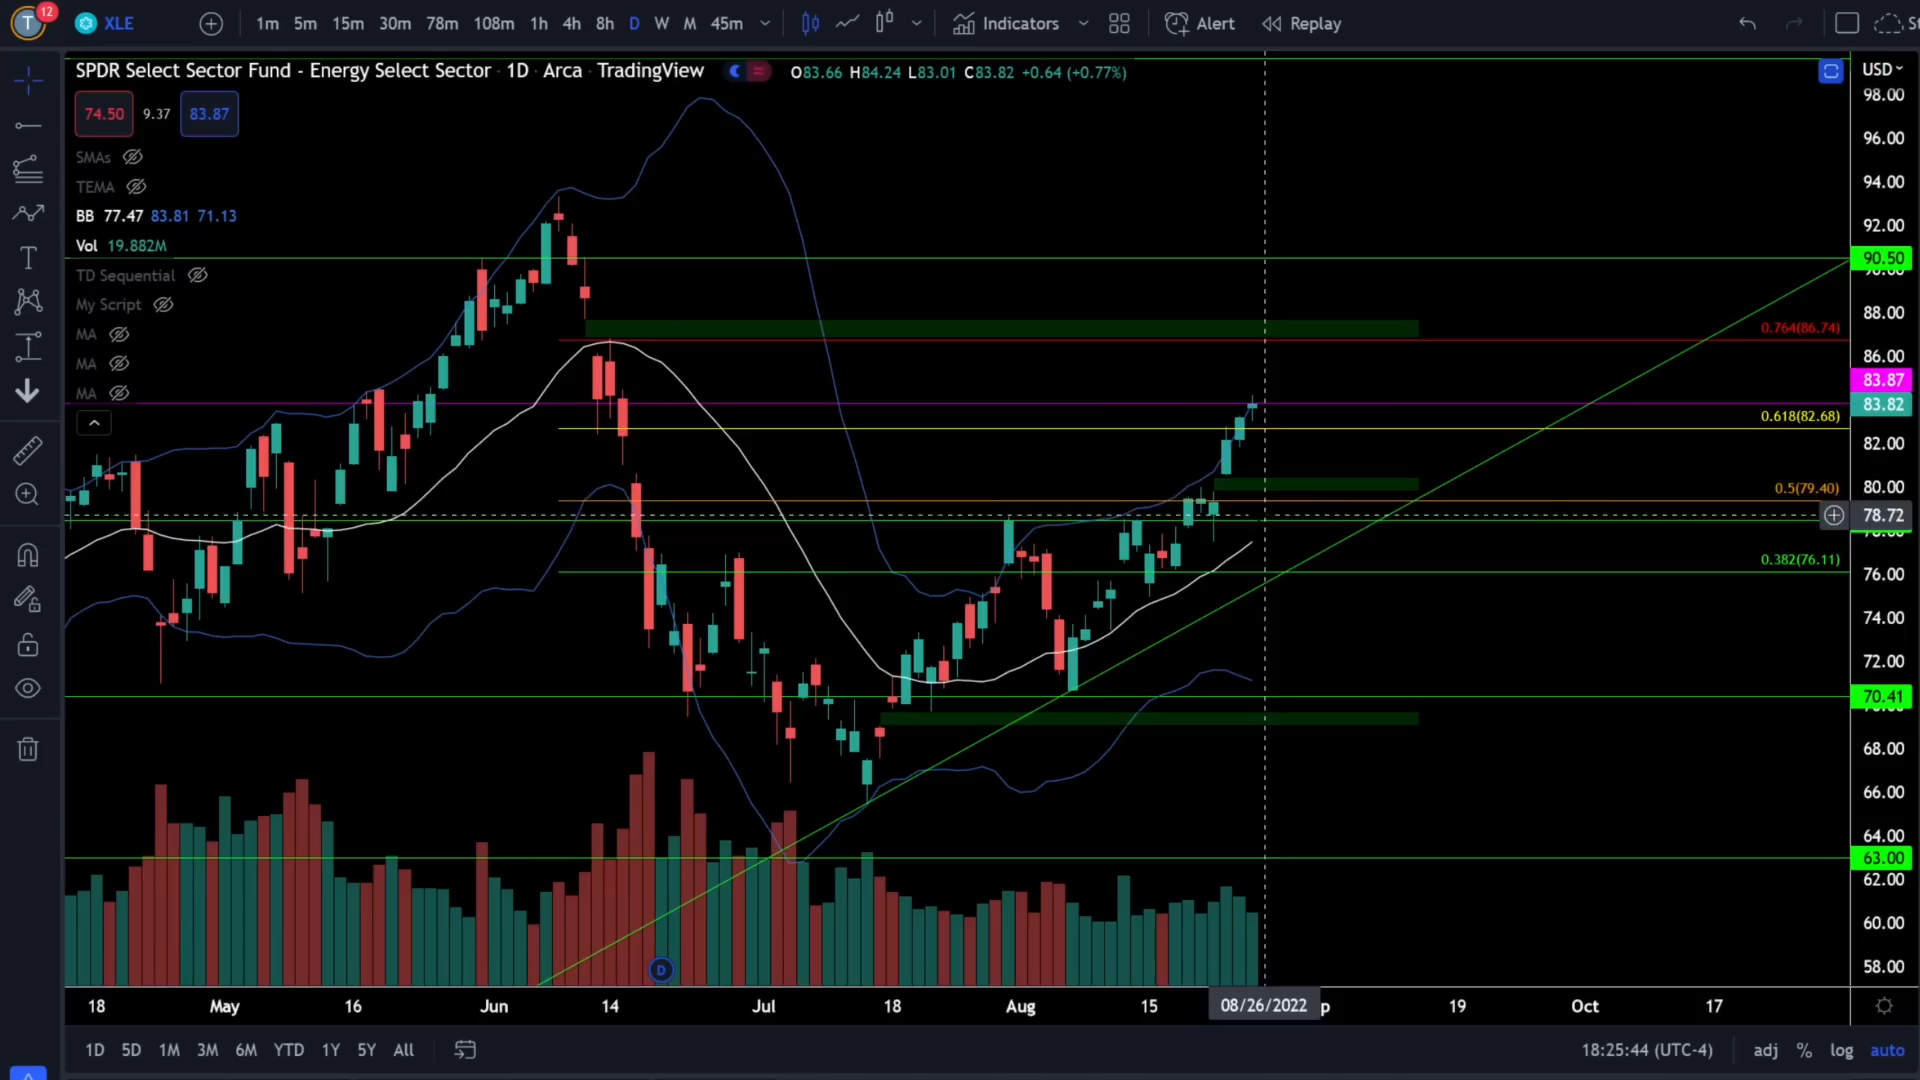 T 12 XLE 1m 5m 15m 30m 78m 108m 1h 4h 8h D W M 45m Indicators Alert Replay
SPDR Select Sector Fund - Energy Select Sector · 1D · Arca · TradingView O83.66 H84.24 L83.01 C83.82 +0.64 (+0.77%)
USD
74.50 9.37 83.87
SMAs
TEMA
BB 77.47 83.81 71.13
Vol 19.882M
TD Sequential
My Script
MA
MA
MA
98.00
96.00
94.00
92.00
90.50
88.00
0.764(86.74)
86.00
83.87
83.82
0.618(82.68)
82.00
80.00
0.5(79.40)
78.72
0.382(76.11)
76.00
74.00
72.00
70.41
68.00
66.00
64.00
63.00
62.00
60.00
58.00
D
18 May 16 Jun 14 Jul 18 Aug 15 08/26/2022 19 Oct 17
1D 5D 1M 3M 6M YTD 1Y 5Y All 18:25:44 (UTC-4) adj % log auto